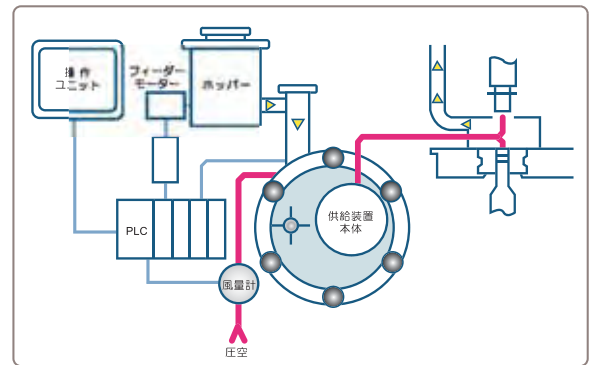 操作
ユニット
フィーダー
モーター
ホッパー
PLC
供給装置
本体
風量計
圧空